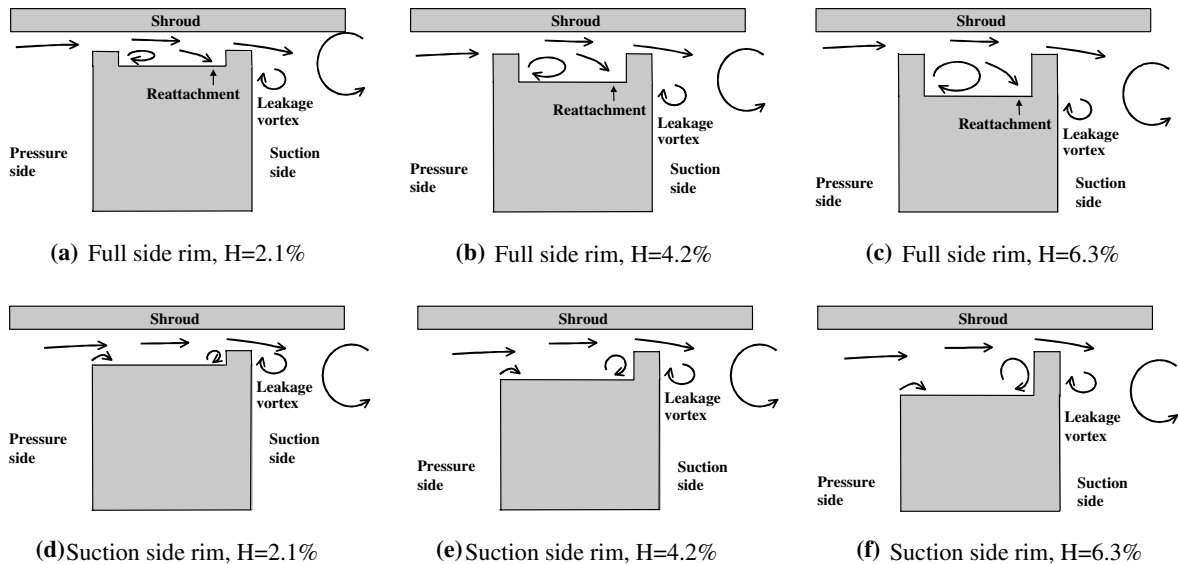 Shroud
Reattachment
Leakage
vortex
Pressure
side
Suction
side
(a) Full side rim, H=2.1%
Shroud
Reattachment
Leakage
vortex
Pressure
side
Suction
side
(b) Full side rim, H=4.2%
Shroud
Reattachment
Leakage
vortex
Pressure
side
Suction
side
(c) Full side rim, H=6.3%
Shroud
Leakage
vortex
Pressure
side
Suction
side
(d)Suction side rim, H=2.1%
Shroud
Leakage
vortex
Pressure
side
Suction
side
(e) Suction side rim, H=4.2%
Shroud
Leakage
vortex
Pressure
side
Suction
side
(f) Suction side rim, H=6.3%